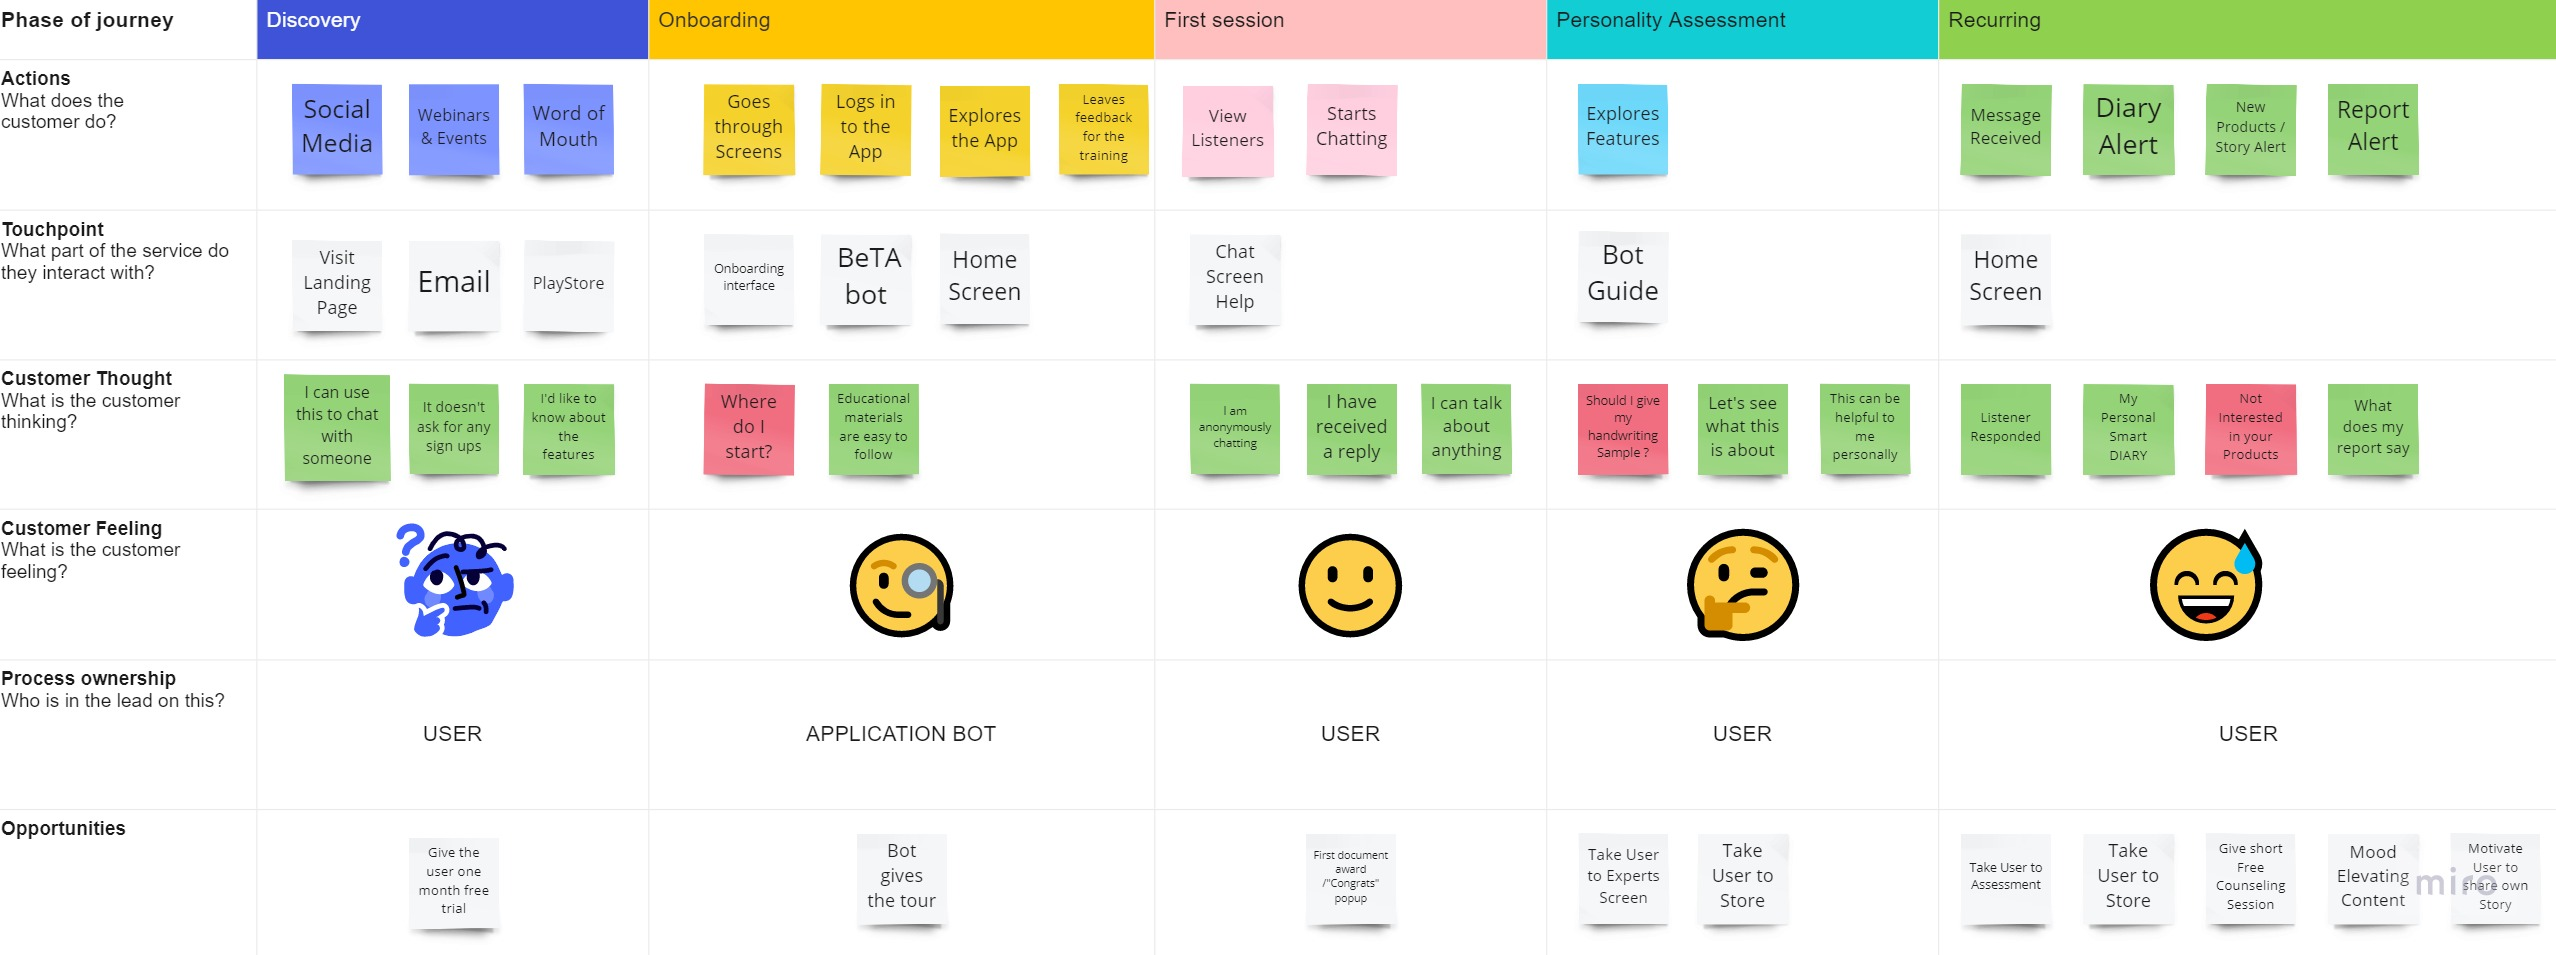 Phase of journey
Discovery
Onboarding
First session
Personality Assessment
Recurring
Actions
What does the
customer do?
Social
Media
Webinars
& Events
Word of
Mouth
Goes
through
Screens
Logs in
to the
App
Explores
the App
Leaves
feedback
for the
training
View
Listeners
Starts
Chatting
Explores
Features
Message
Received
Diary
Alert
New
Products /
Story Alert
Report
Alert
Touchpoint
What part of the service do
they interact with?
Visit
Landing
Page
Email
PlayStore
Onboarding
interface
BeTA
bot
Home
Screen
Chat
Screen
Help
Bot
Guide
Home
Screen
Customer Thought
What is the customer
thinking?
I can use
this to chat
with
someone
It doesn't
ask for any
sign ups
I'd like to
know about
the
features
Where
do I
start?
Educational
materials
are easy to
follow
I am
anonymously
chatting
I have
received
a reply
I can talk
about
anything
Should I give
my
handwriting
Sample ?
Let's see
what this
is about
This can be
helpful to
me
personally
Listener
Responded
My
Personal
Smart
DIARY
Not
Interested
in your
Products
What
does my
report say
Customer Feeling
What is the customer
feeling?
Process ownership
Who is in the lead on this?
USER
APPLICATION BOT
USER
USER
USER
Opportunities
Give the
user one
month free
trial
Bot
gives
the tour
First document
award
/"Congrats"
popup
Take User
to Experts
Screen
Take
User to
Store
Take User to
Assessment
Take
User to
Store
Give short
Free
Counseling
Session
Mood
Elevating
Content
Motivate
User to
share own
Story
miro